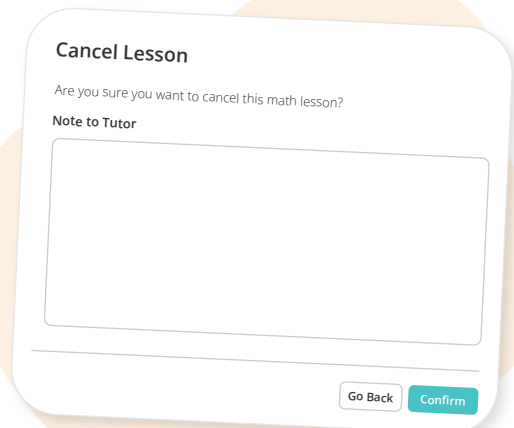 Cancel Lesson
Are you sure you want to cancel this math lesson?
Note to Tutor
Go Back
Confirm